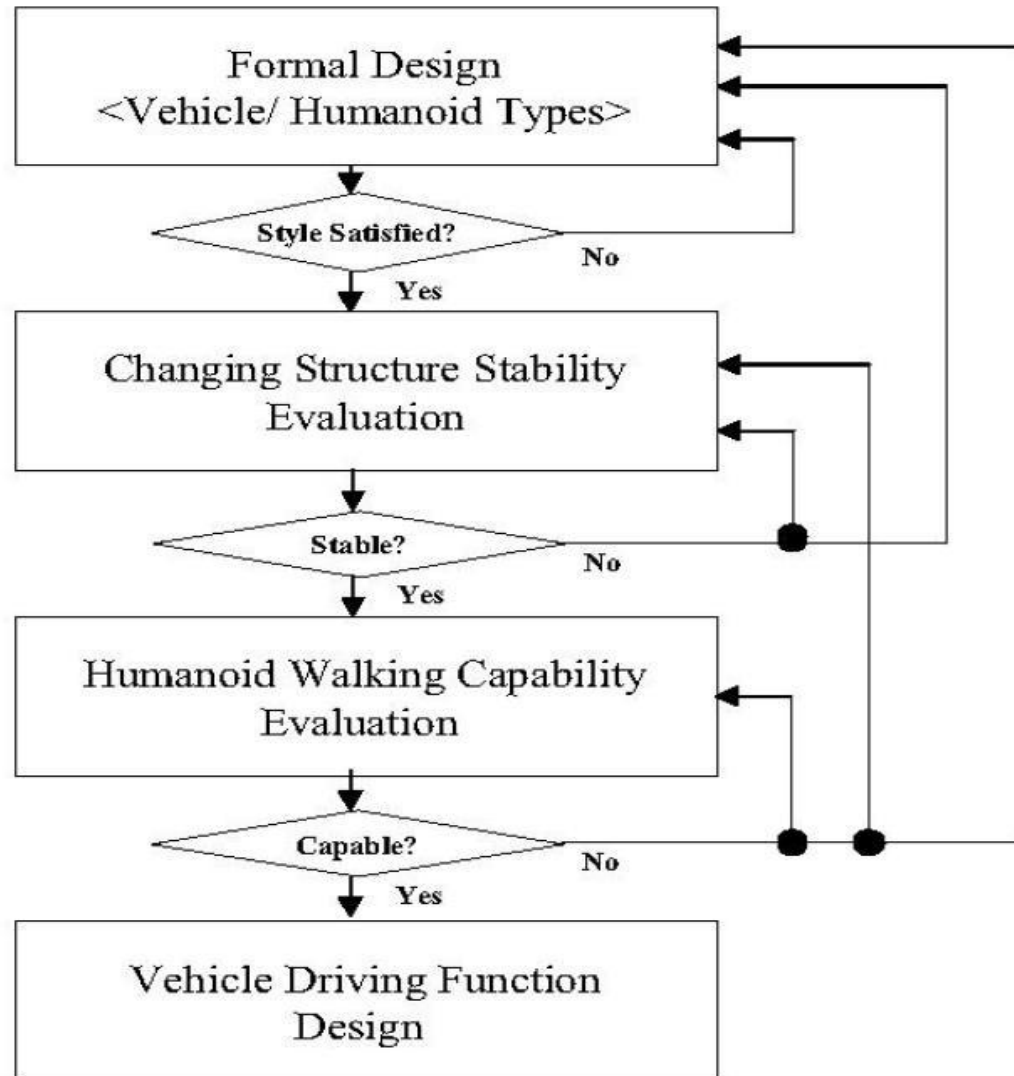 Formal Design
<Vehicle/ Humanoid Types>
Style Satisfied?
No
Yes
Changing Structure Stability
Evaluation
Stable?
No
Yes
Humanoid Walking Capability
Evaluation
Capable?
No
Yes
Vehicle Driving Function
Design